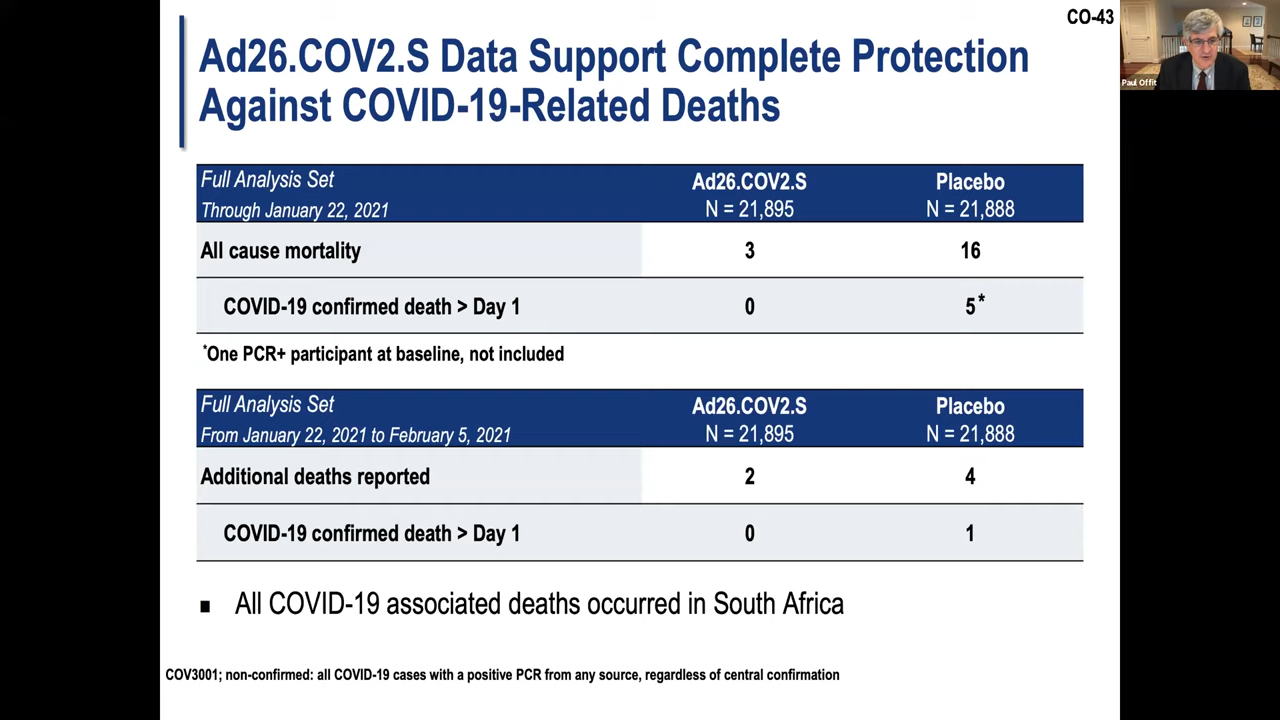 CO-43
Paul Offit
Ad26.COV2.S Data Support Complete Protection
Against COVID-19-Related Deaths
Full Analysis Set
Through January 22, 2021
Ad26.COV2.S
N = 21,895
Placebo
N = 21,888
All cause mortality 3 16
COVID-19 confirmed death > Day 1 0 5*
*One PCR+ participant at baseline, not included
Full Analysis Set
From January 22, 2021 to February 5, 2021
Ad26.COV2.S
N = 21,895
Placebo
N = 21,888
Additional deaths reported 2 4
COVID-19 confirmed death > Day 1 0 1
▪ All COVID-19 associated deaths occurred in South Africa
COV3001; non-confirmed: all COVID-19 cases with a positive PCR from any source, regardless of central confirmation